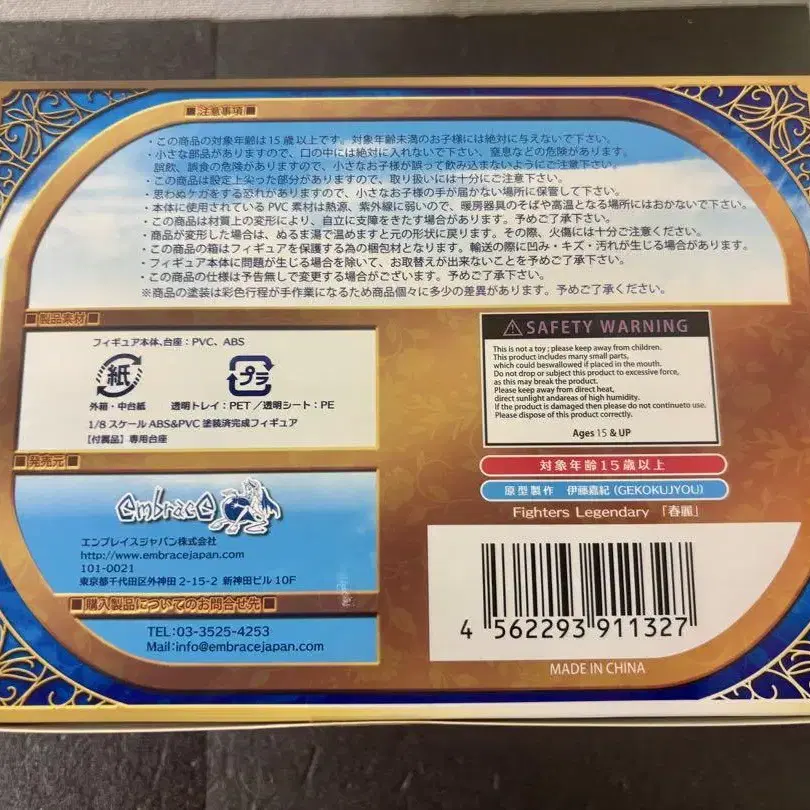 ■注意事項■
・この商品の対象年齢は15歳以上です。対象年齢未満のお子様には絶対に与えないで下さい。
・小さな部品がありますので、口の中には絶対に入れないで下さい、窒息などの危険があります。
誤飲、誤食の危険がありますので、小さなお子様が誤って飲み込まないようにご注意下さい。
・この商品は設定上尖った部分がありますので、取り扱いには十分にご注意下さい。
・思わぬケガをする恐れがありますので、小さなお子様の手が届かない場所に保管して下さい。
・本体に使用されているPVC素材は熱源、紫外線に弱いので、暖房器具のそばや高温となる場所にはおかないで下さい。
・この商品は材質上の変形により、自立に支障をきたす場合があります。予めご了承下さい。
・商品が変形した場合は、ぬるま湯で温めますと元の形状に戻ります。その際、火傷には十分ご注意ください。
・この商品の箱はフィギュアを保護する為の梱包材となります。輸送の際に凹み・キズ・汚れが生じる場合があります。
・フィギュア本体に問題が生じる場合を除いて、お取替えが出来ないことを予めご了承下さい。
・この商品の仕様は予告無しで変更する場合がございます。予めご了承下さい。
※商品の塗装は彩色行程が手作業になるため商品個々に多少の差異があります。予めご了承ください。
■製品素材■
フィギュア本体、台座：PVC、ABS
紙
プラ
外箱・中台紙
透明トレイ：PET／透明シート：PE
1/8スケールABS&PVC塗装済完成フィギュア
【付属品】専用台座
■発売元■
embrace
エンブレイスジャパン株式会社
http://www.embracejapan.com
101-0021
東京都千代田区外神田2-15-2 新神田ビル10F
■購入製品についてのお問合せ先■
TEL:03-3525-4253
Mail:info@embracejapan.com
SAFETY WARNING
This is not a toy ; please keep away from children.
This product includes many small parts,
which could beswallowed if placed in the mouth.
Do not drop or subject this product to excessive force,
as this may break the product.
Please keep away from direct heat,
direct sunlight andareas of high humidity.
If the product is damaged then please do not continueto use.
Please dispose of this product correctly.
Ages 15 & UP
対象年齢15歳以上
原型製作 伊藤嘉紀(GEKOKUJYOU)
Fighters Legendary 「春麗」
4 562293 911327
MADE IN CHINA